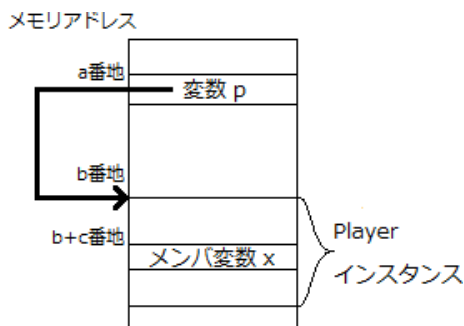 メモリアドレス
a番地
変数 p
b番地
b+c番地
メンバ変数 x
Player
インスタンス